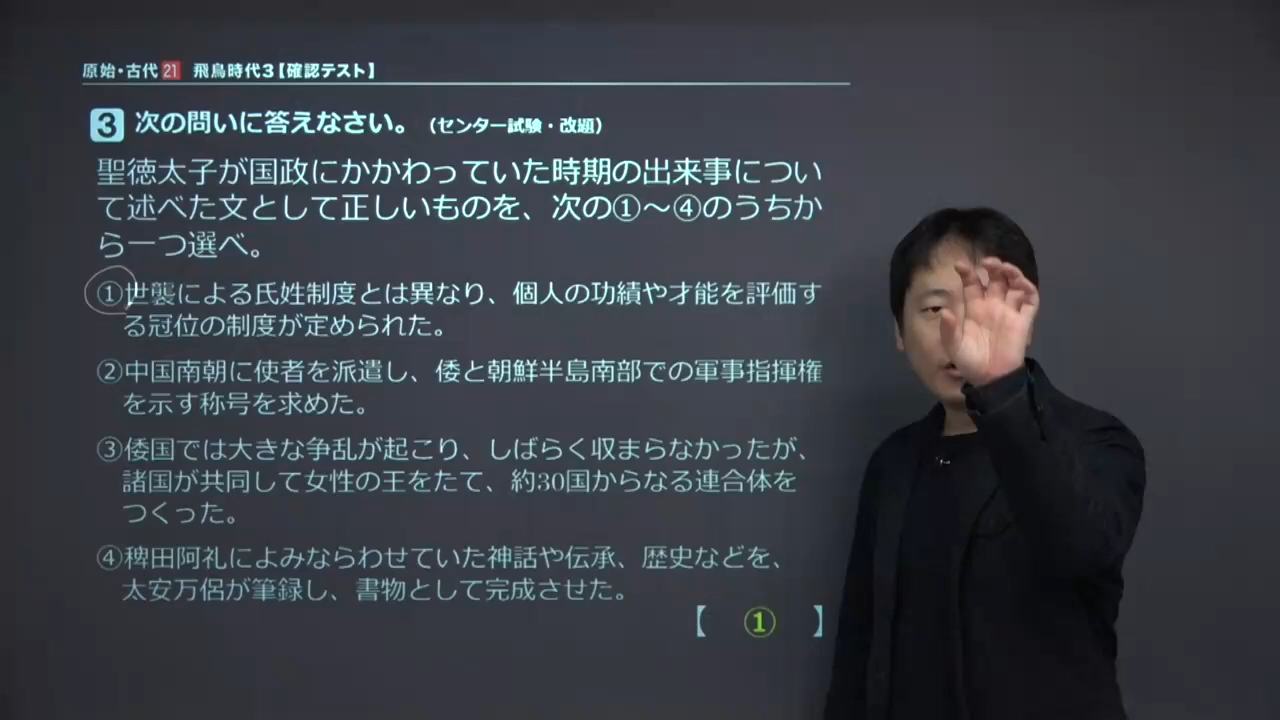 原始・古代21 飛鳥時代3【確認テスト】
3 次の問いに答えなさい。(センター試験・改題)
聖徳太子が国政にかかわっていた時期の出来事につい
て述べた文として正しいものを、次の①～④のうちか
ら一つ選べ。
①世襲による氏姓制度とは異なり、個人の功績や才能を評価す
る冠位の制度が定められた。
②中国南朝に使者を派遣し、倭と朝鮮半島南部での軍事指揮権
を示す称号を求めた。
③倭国では大きな争乱が起こり、しばらく収まらなかったが、
諸国が共同して女性の王をたて、約30国からなる連合体を
つくった。
④稗田阿礼によみならわせていた神話や伝承、歴史などを、
太安万侶が筆録し、書物として完成させた。
【 ① 】